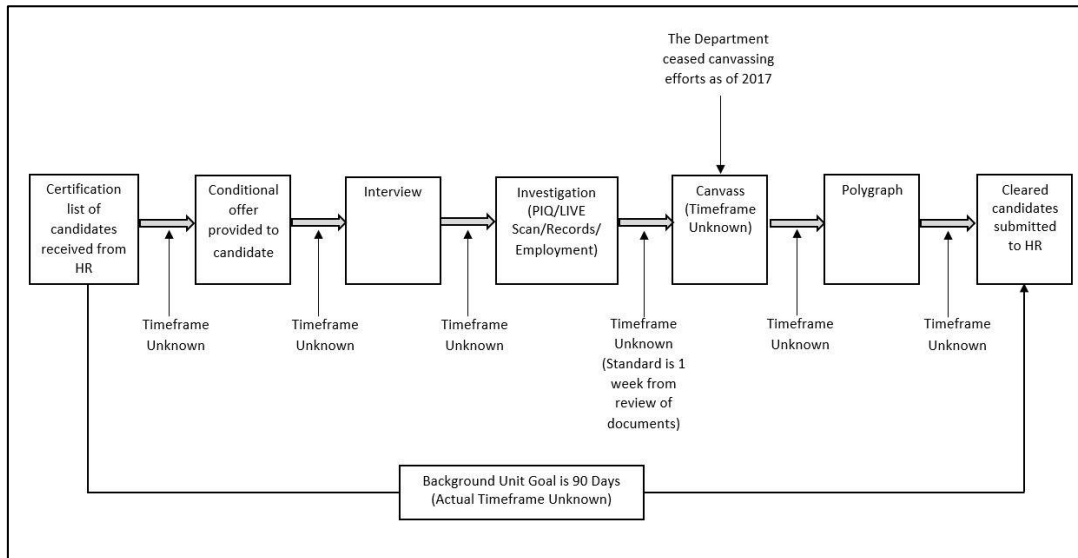 The Department
ceased canvassing
efforts as of 2017
Certification
list of
candidates
received from
HR
Conditional
offer
provided to
candidate
Interview
Investigation
(PIQ/LIVE
Scan/Records/
Employment)
Canvass
(Timeframe
Unknown)
Polygraph
Cleared
candidates
submitted
to HR
Timeframe
Unknown
Timeframe
Unknown
Timeframe
Unknown
Timeframe
Unknown
(Standard is 1
week from
review of
documents)
Timeframe
Unknown
Timeframe
Unknown
Background Unit Goal is 90 Days
(Actual Timeframe Unknown)